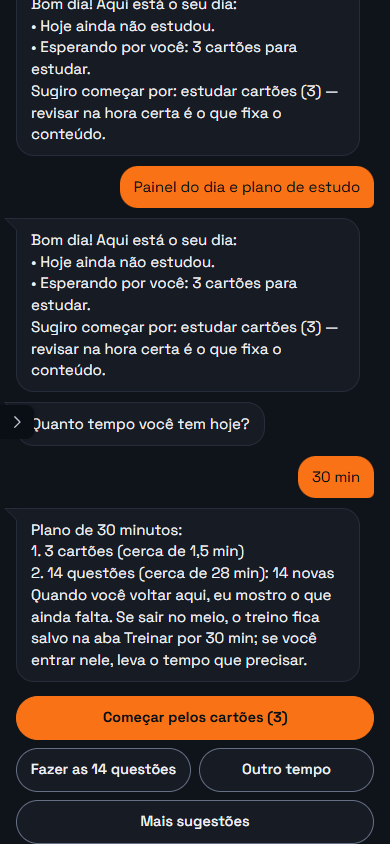 Bom dia! Aqui está o seu dia:
• Hoje ainda não estudou.
• Esperando por você: 3 cartões para
estudar.
Sugiro começar por: estudar cartões (3) —
revisar na hora certa é o que fixa o
conteúdo.
Painel do dia e plano de estudo
Bom dia! Aqui está o seu dia:
• Hoje ainda não estudou.
• Esperando por você: 3 cartões para
estudar.
Sugiro começar por: estudar cartões (3) —
revisar na hora certa é o que fixa o
conteúdo.
Quanto tempo você tem hoje?
30 min
Plano de 30 minutos:
1. 3 cartões (cerca de 1,5 min)
2. 14 questões (cerca de 28 min): 14 novas
Quando você voltar aqui, eu mostro o que
ainda falta. Se sair no meio, o treino fica
salvo na aba Treinar por 30 min; se você
entrar nele, leva o tempo que precisar.
Começar pelos cartões (3)
Fazer as 14 questões
Outro tempo
Mais sugestões